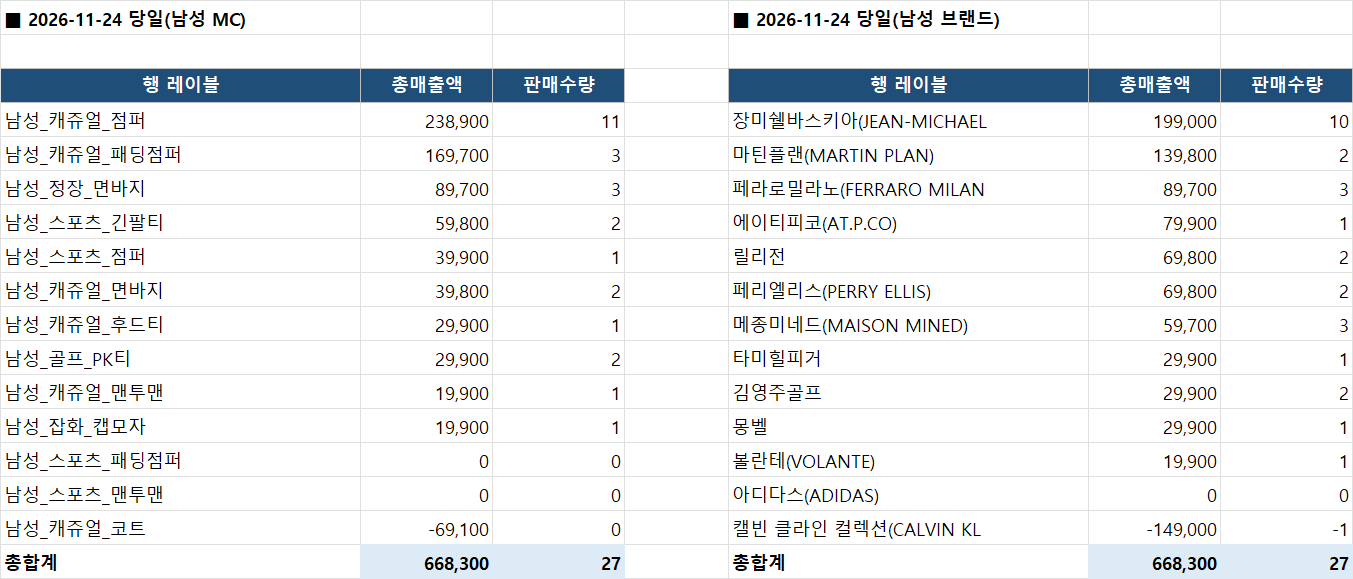 ■ 2026-11-24 당일(남성 MC) ■ 2026-11-24 당일(남성 브랜드)
행 레이블 총매출액 판매수량 행 레이블 총매출액 판매수량
남성_캐쥬얼_점퍼 238,900 11 장미쉘바스키아(JEAN-MICHAEL 199,000 10
남성_캐쥬얼_패딩점퍼 169,700 3 마틴플랜(MARTIN PLAN) 139,800 2
남성_정장_면바지 89,700 3 페라로밀라노(FERRARO MILAN 89,700 3
남성_스포츠_긴팔티 59,800 2 에이티피코(AT.P.CO) 79,900 1
남성_스포츠_점퍼 39,900 1 릴리전 69,800 2
남성_캐쥬얼_면바지 39,800 2 페리엘리스(PERRY ELLIS) 69,800 2
남성_캐쥬얼_후드티 29,900 1 메종미네드(MAISON MINED) 59,700 3
남성_골프_PK티 29,900 2 타미힐피거 29,900 1
남성_캐쥬얼_맨투맨 19,900 1 김영주골프 29,900 2
남성_잡화_캡모자 19,900 1 몽벨 29,900 1
남성_스포츠_패딩점퍼 0 0 볼란테(VOLANTE) 19,900 1
남성_스포츠_맨투맨 0 0 아디다스(ADIDAS) 0 0
남성_캐쥬얼_코트 -69,100 0 캘빈 클라인 컬렉션(CALVIN KL -149,000 -1
총합계 668,300 27 총합계 668,300 27